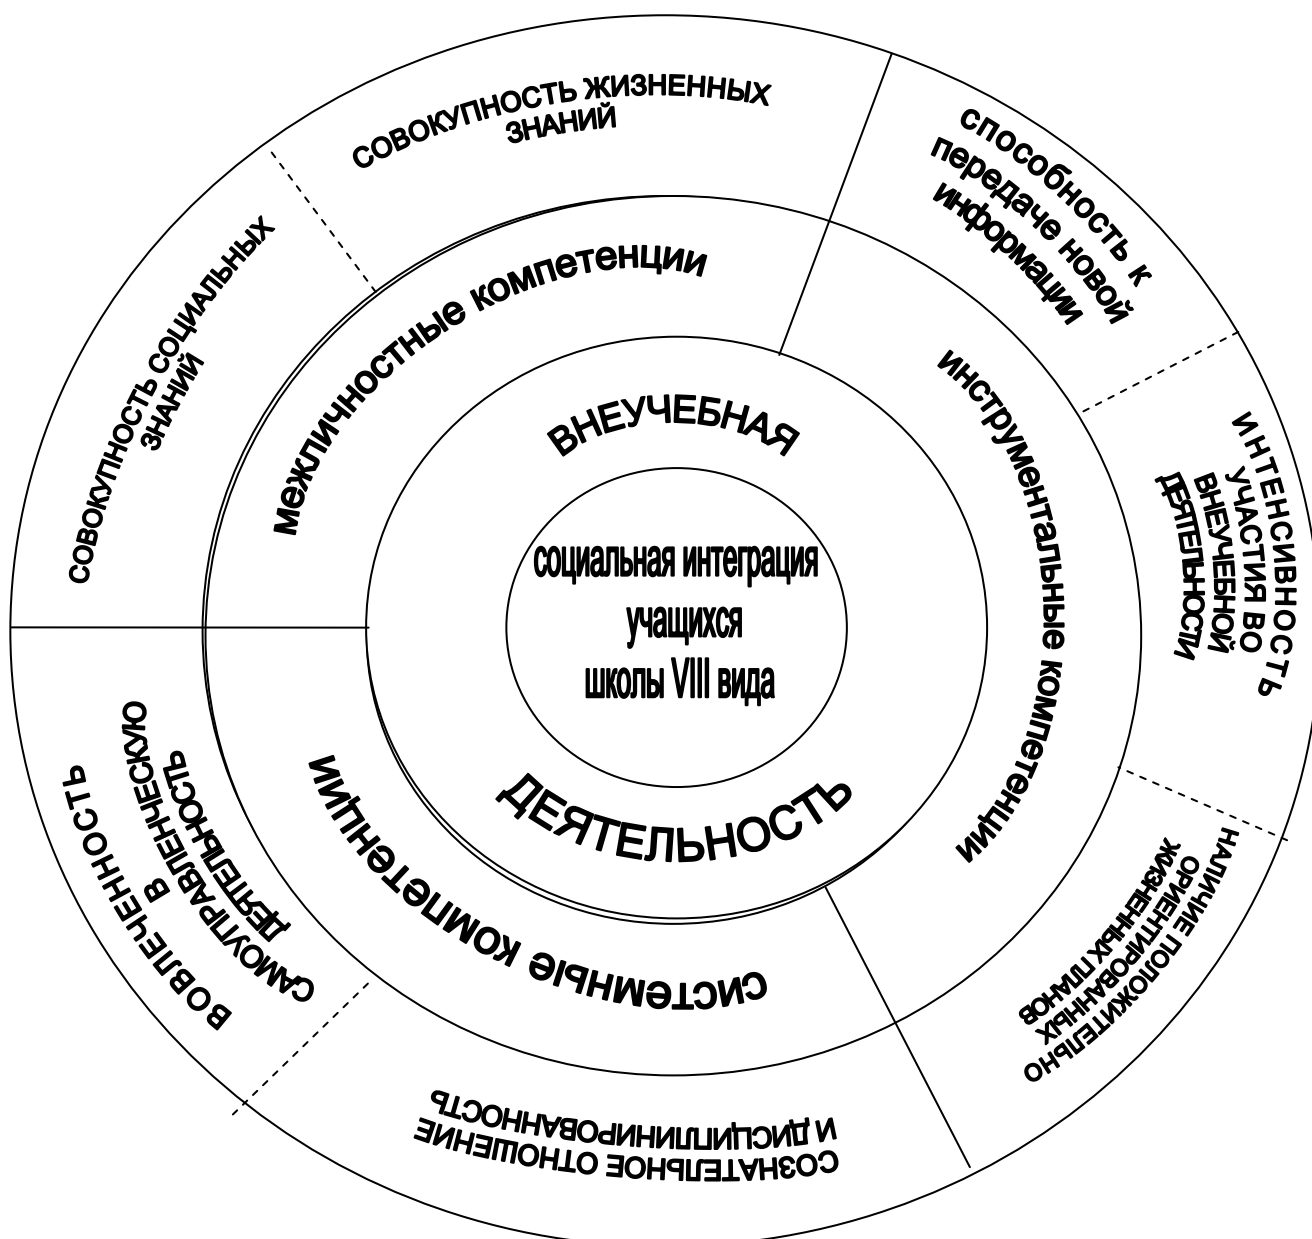 СОВОКУПНОСТЬ ЖИЗНЕННЫХ
ЗНАНИЙ
способность к
передаче новой
информации
СОВОКУПНОСТЬ СОЦИАЛЬНЫХ
ЗНАНИЙ
межличностные компетенции
инструментальные компетенции
ИНТЕНСИВНОСТЬ
УЧАСТИЯ ВО
ВНЕУЧЕБНОЙ
ДЕЯТЕЛЬНОСТИ
ВНЕУЧЕБНАЯ
социальная интеграция
учащихся
школы VIII вида
ДЕЯТЕЛЬНОСТЬ
системные компетенции
ВОВЛЕЧЕННОСТЬ
В
САМОУПРАВЛЕНЧЕСКУЮ
ДЕЯТЕЛЬНОСТЬ
НАЛИЧИЕ ПОЛОЖИТЕЛЬНО
ОРИЕНТИРОВАННЫХ
ЖИЗНЕННЫХ ПЛАНОВ
СОЗНАТЕЛЬНОЕ ОТНОШЕНИЕ
И ДИСЦИПЛИНИРОВАННОСТЬ